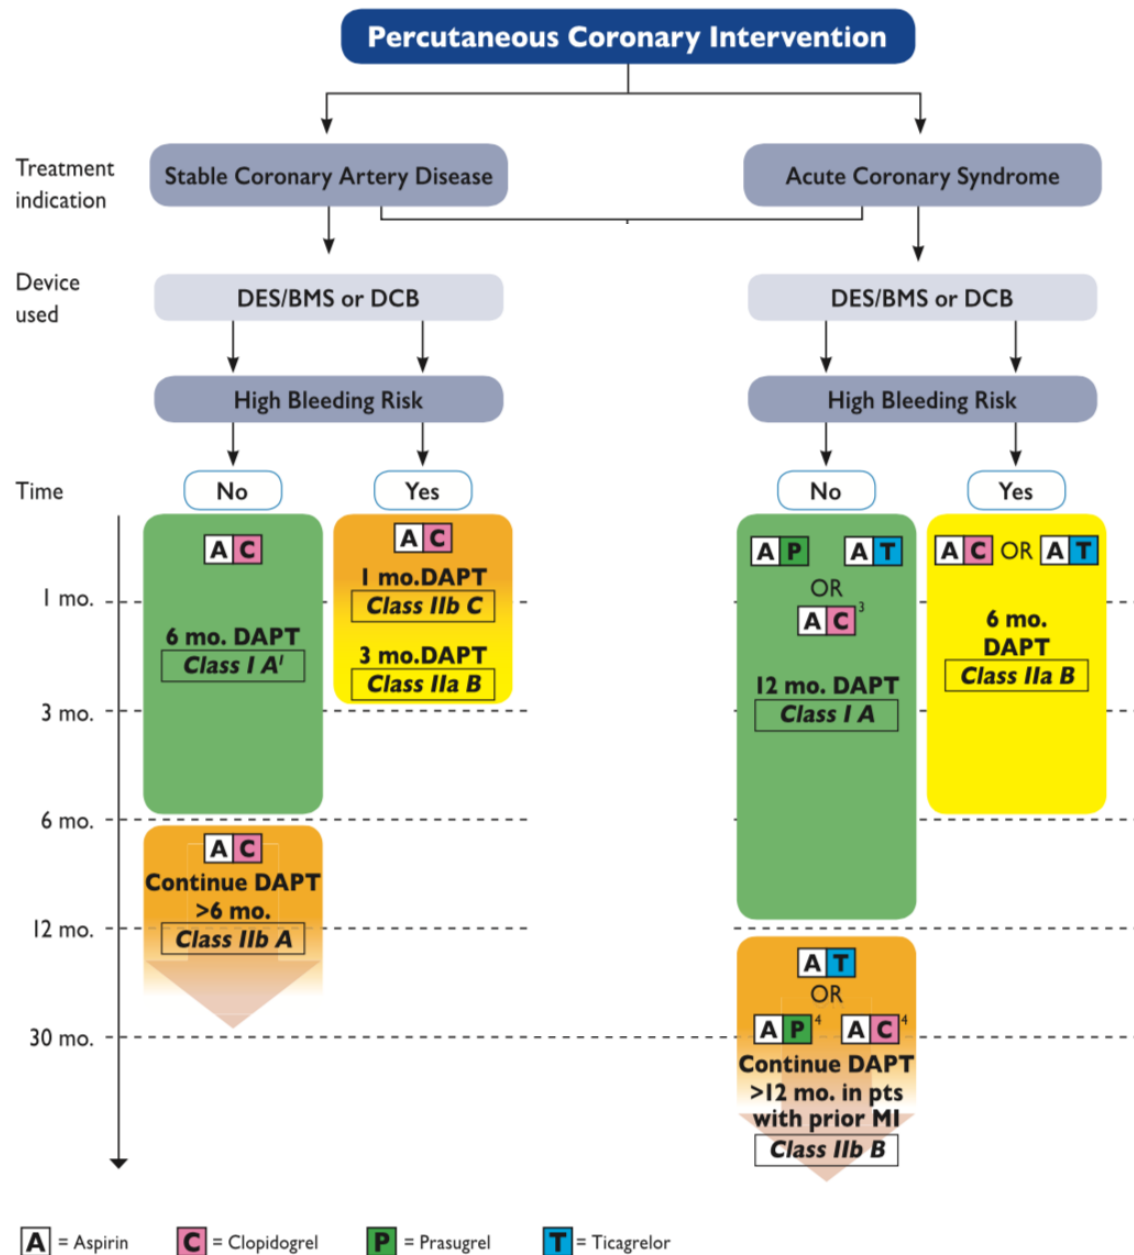 Percutaneous Coronary Intervention
Treatment
indication
Stable Coronary Artery Disease
Acute Coronary Syndrome
Device
used
DES/BMS or DCB
DES/BMS or DCB
High Bleeding Risk
High Bleeding Risk
Time
No
Yes
No
Yes
A C
6 mo. DAPT
Class I A¹
A C
1 mo.DAPT
Class IIb C
3 mo.DAPT
Class IIa B
A P A T
OR
A C³
12 mo. DAPT
Class I A
A C OR A T
6 mo.
DAPT
Class IIa B
1 mo.
3 mo.
6 mo.
12 mo.
30 mo.
A C
Continue DAPT
>6 mo.
Class IIb A
A T
OR
A P⁴ A C⁴
Continue DAPT
>12 mo. in pts
with prior MI
Class IIb B
A = Aspirin C = Clopidogrel P = Prasugrel T = Ticagrelor